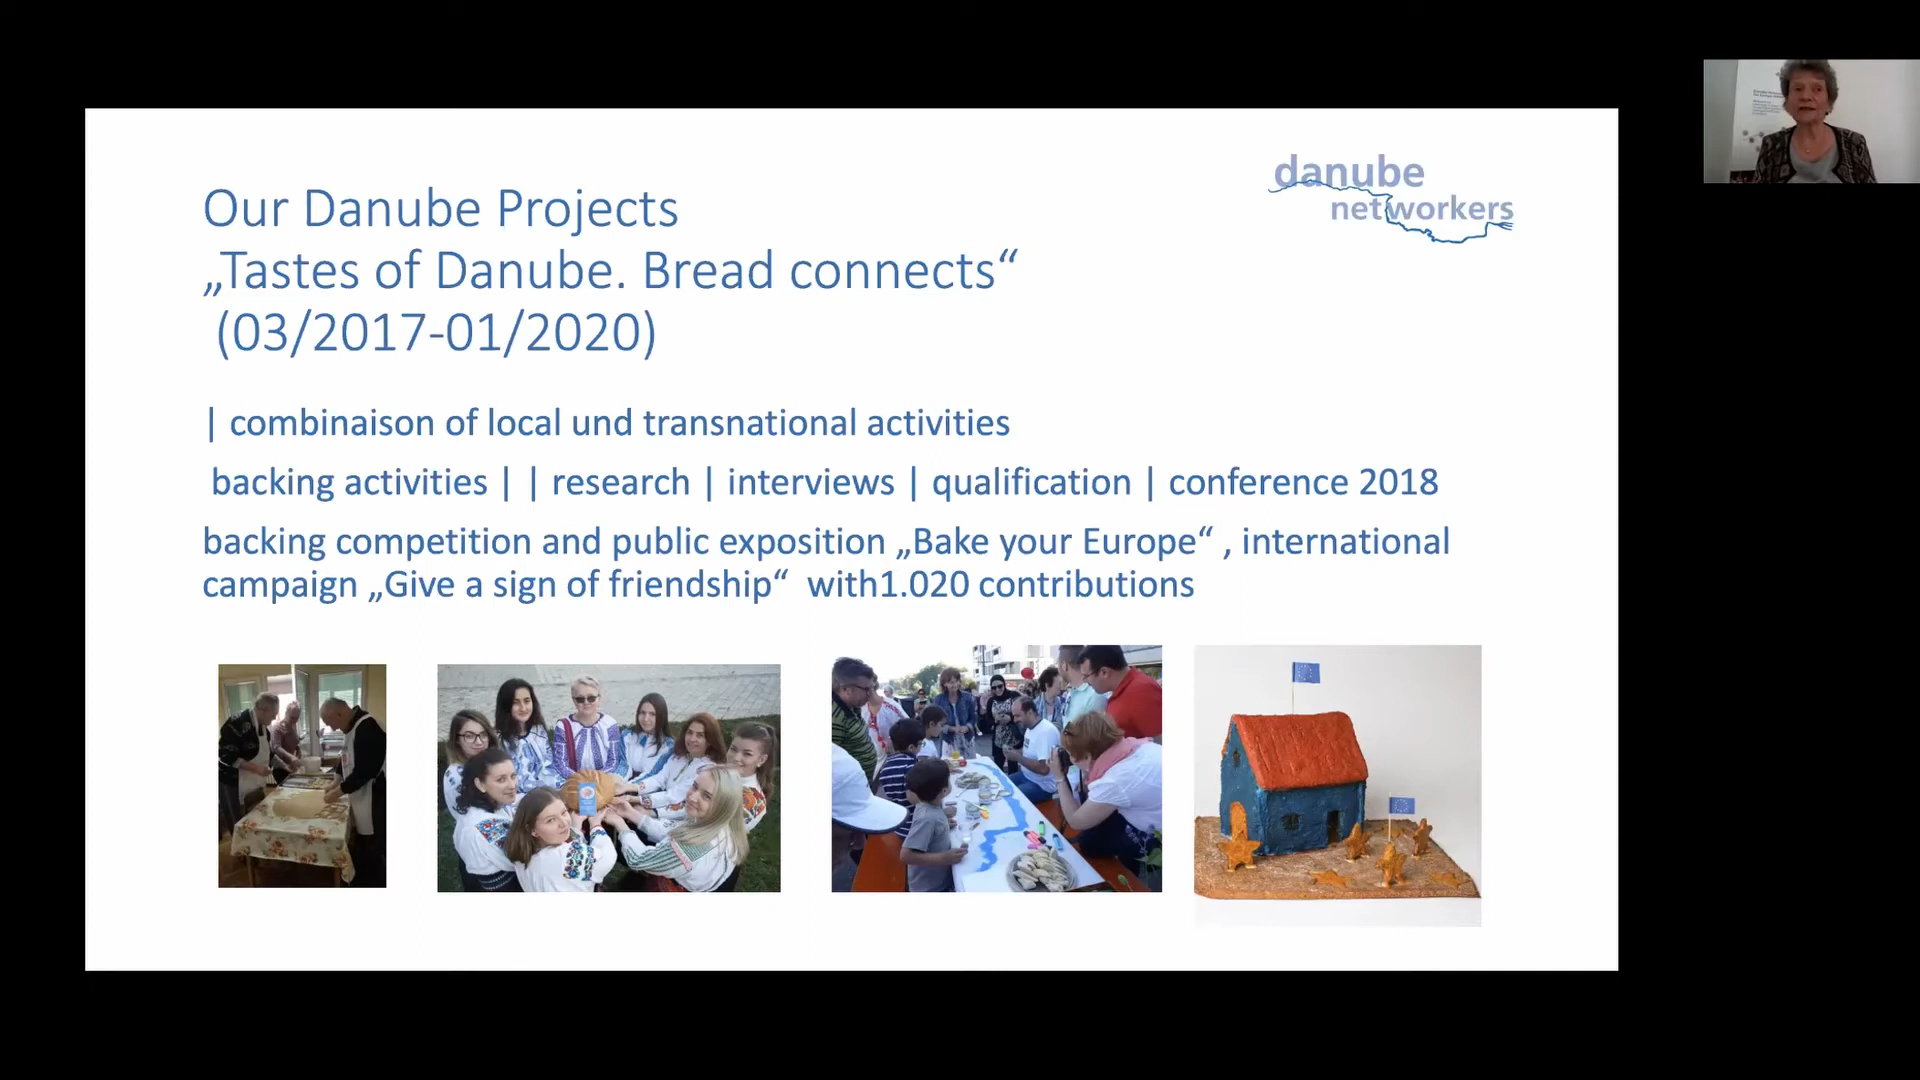 danube
networkers
Our Danube Projects
„Tastes of Danube. Bread connects“
(03/2017-01/2020)
| combinaison of local und transnational activities
backing activities | | research | interviews | qualification | conference 2018
backing competition and public exposition „Bake your Europe“ , international
campaign „Give a sign of friendship“ with1.020 contributions